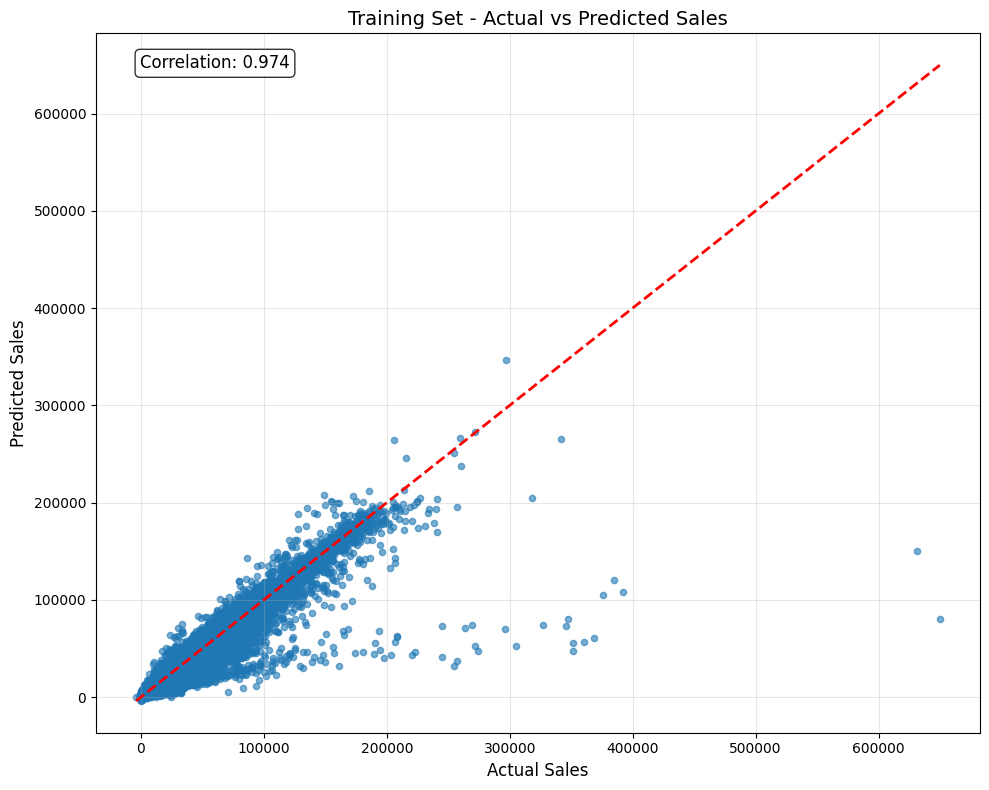 Training Set - Actual vs Predicted Sales
Correlation: 0.974
Predicted Sales
600000
500000
400000
300000
200000
100000
0
0 100000 200000 300000 400000 500000 600000
Actual Sales